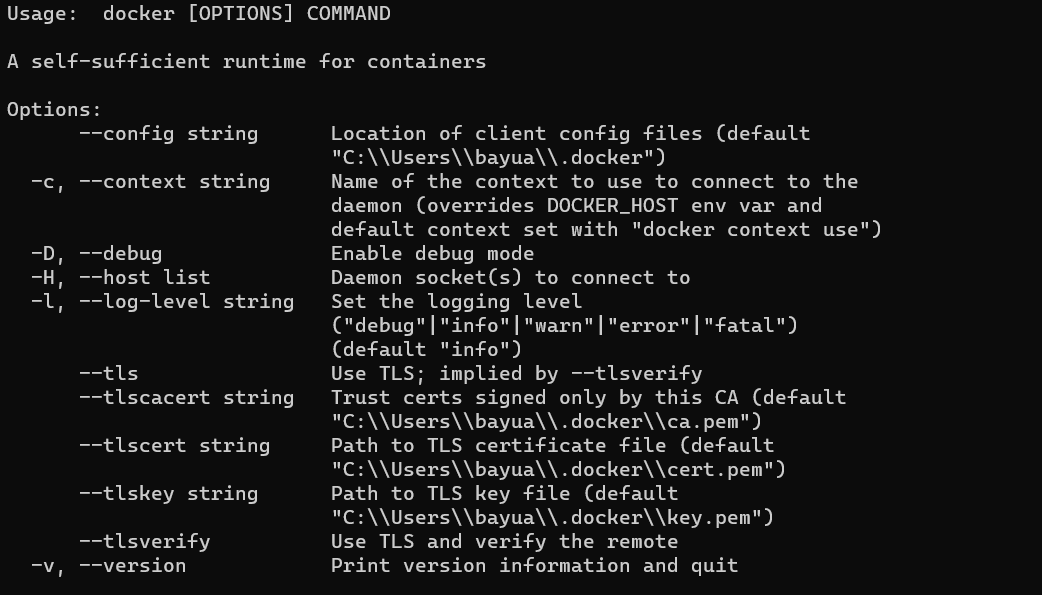 Usage:  docker [OPTIONS] COMMAND

A self-sufficient runtime for containers

Options:
      --config string      Location of client config files (default
                           "C:\\Users\\bayua\\.docker")
  -c, --context string     Name of the context to use to connect to the
                           daemon (overrides DOCKER_HOST env var and
                           default context set with "docker context use")
  -D, --debug              Enable debug mode
  -H, --host list          Daemon socket(s) to connect to
  -l, --log-level string   Set the logging level
                           ("debug"|"info"|"warn"|"error"|"fatal")
                           (default "info")
      --tls                Use TLS; implied by --tlsverify
      --tlscacert string   Trust certs signed only by this CA (default
                           "C:\\Users\\bayua\\.docker\\ca.pem")
      --tlscert string     Path to TLS certificate file (default
                           "C:\\Users\\bayua\\.docker\\cert.pem")
      --tlskey string      Path to TLS key file (default
                           "C:\\Users\\bayua\\.docker\\key.pem")
      --tlsverify          Use TLS and verify the remote
  -v, --version            Print version information and quit